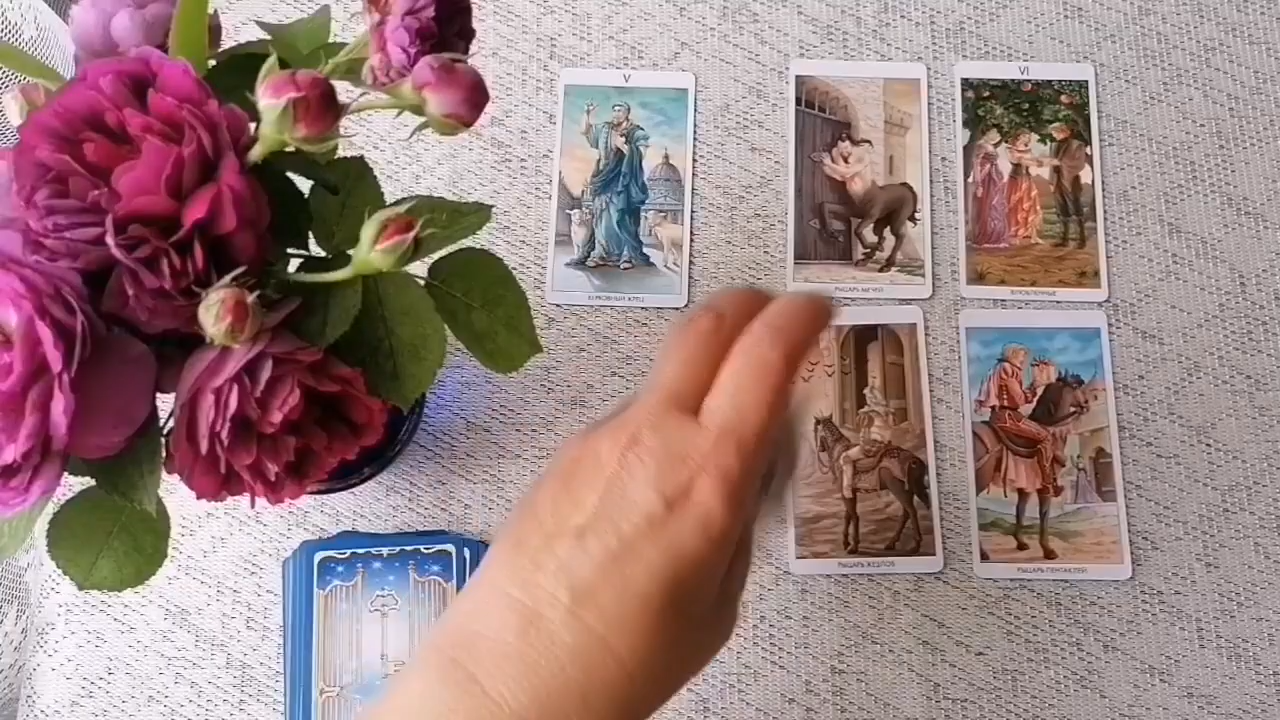 V
VI
ВЕРХОВНЫЙ ЖРЕЦ
РЫЦАРЬ МЕЧЕЙ
ВЛЮБЛЕННЫЕ
РЫЦАРЬ ЖЕЗЛОВ
РЫЦАРЬ ПЕНТАКЛЕЙ